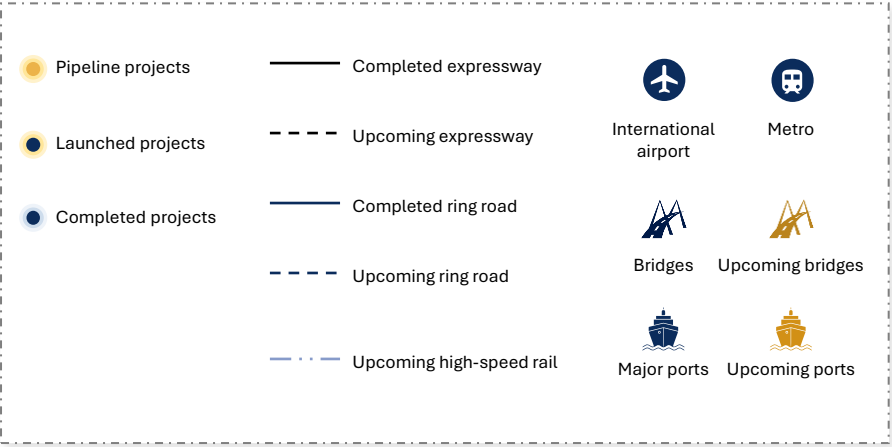 Pipeline projects
Launched projects
Completed projects
Completed expressway
Upcoming expressway
Completed ring road
Upcoming ring road
Upcoming high-speed rail
International
airport
Metro
Bridges
Upcoming bridges
Major ports
Upcoming ports